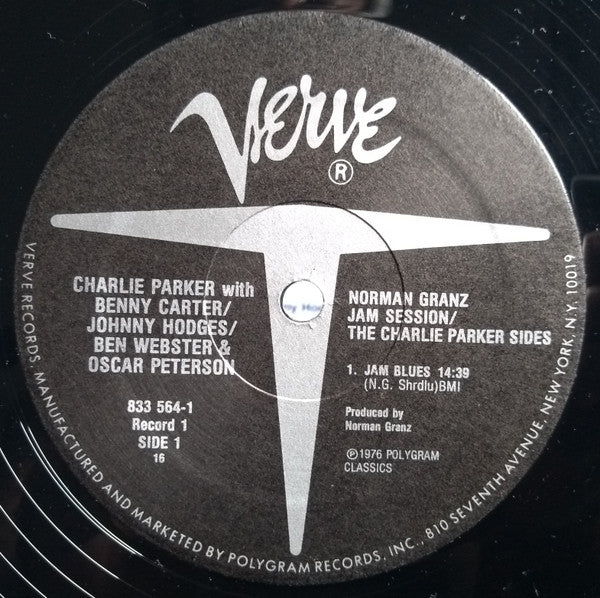 Verve
®
CHARLIE PARKER with
BENNY CARTER/
JOHNNY HODGES/
BEN WEBSTER &
OSCAR PETERSON
833 564-1
Record 1
SIDE 1
16
NORMAN GRANZ
JAM SESSION/
THE CHARLIE PARKER SIDES
1. JAM BLUES 14:39
(N.G. Shrdlu)BMI
Produced by
Norman Granz
℗1976 POLYGRAM
CLASSICS
VERVE RECORDS, MANUFACTURED AND MARKETED BY POLYGRAM RECORDS, INC., 810 SEVENTH AVENUE, NEW YORK, N.Y. 10019